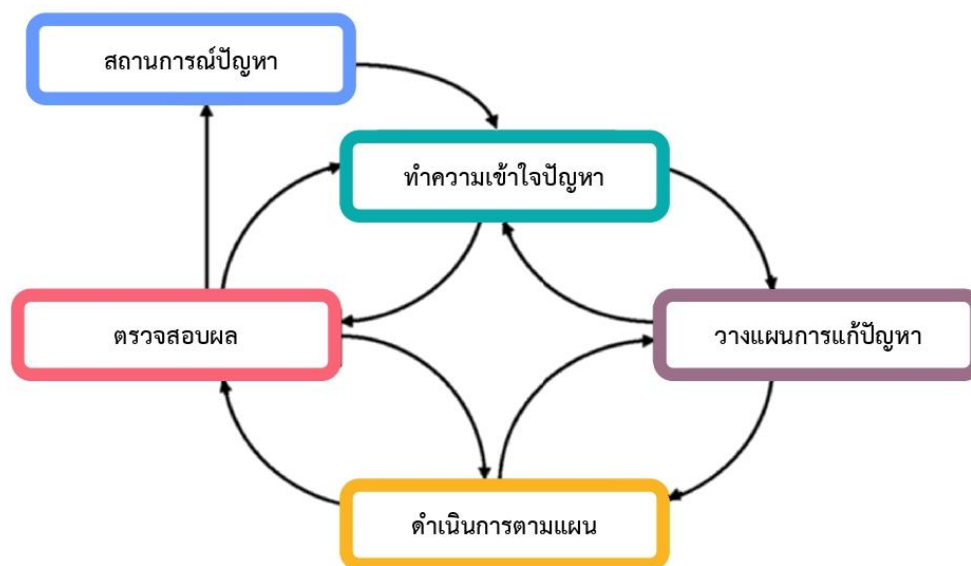 สถานการณ์ปัญหา
ทำความเข้าใจปัญหา
ตรวจสอบผล
วางแผนการแก้ปัญหา
ดำเนินการตามแผน